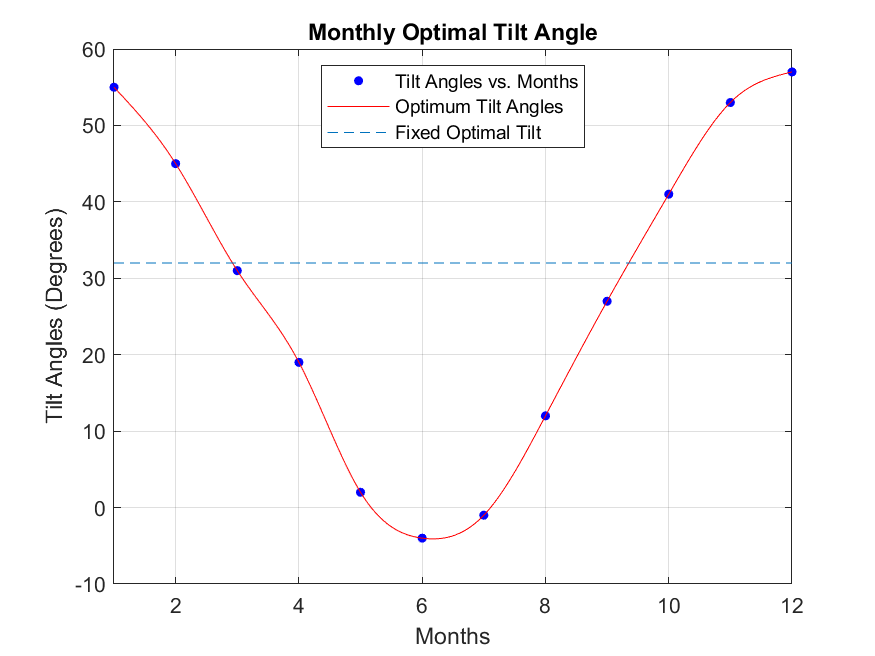 Monthly Optimal Tilt Angle
Tilt Angles vs. Months
Optimum Tilt Angles
Fixed Optimal Tilt
60
50
40
30
20
10
0
-10
Tilt Angles (Degrees)
2 4 6 8 10 12
Months